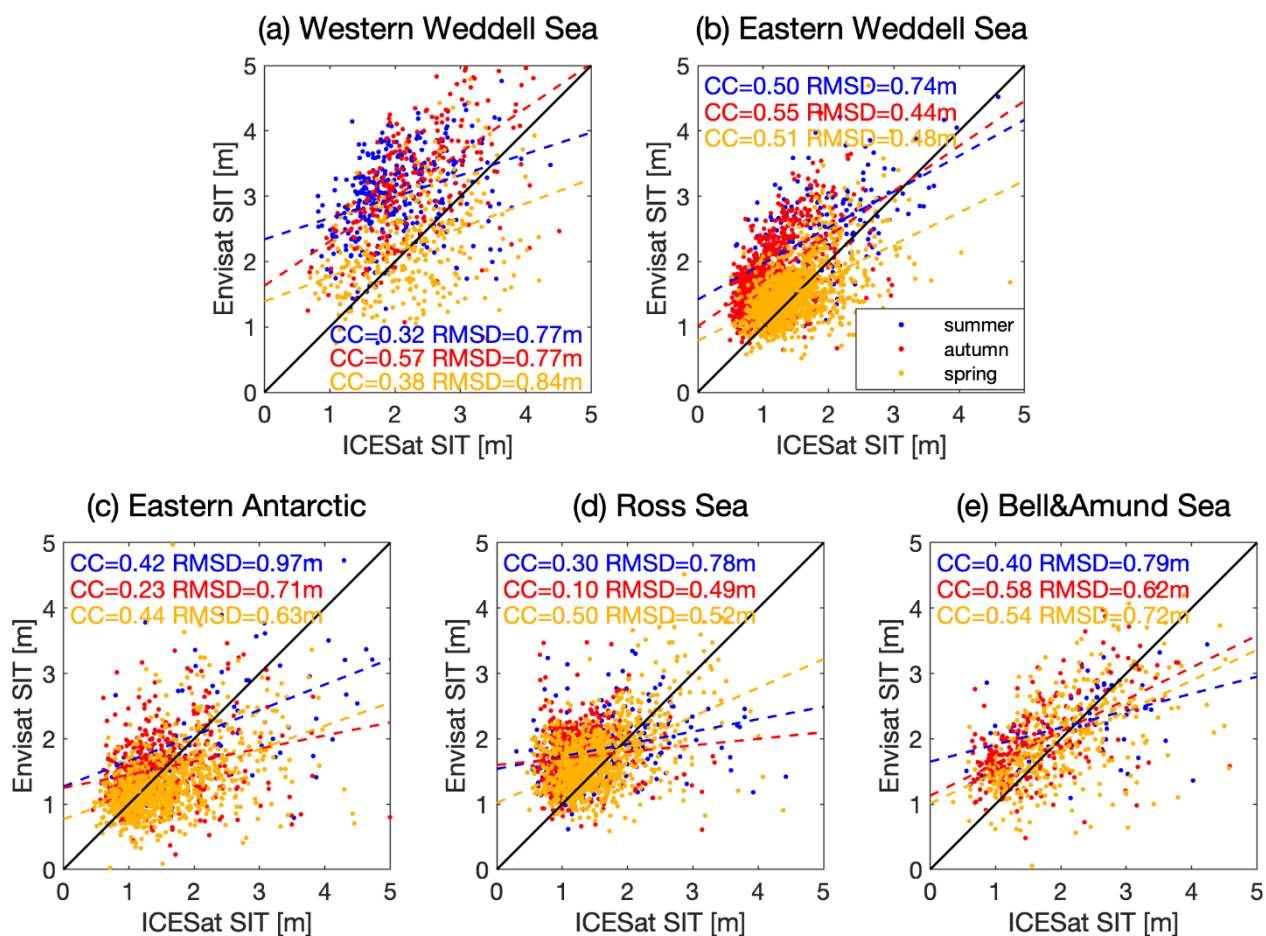 (a) Western Weddell Sea
5
4
3
2
1
0
Envisat SIT [m]
CC=0.32 RMSD=0.77m
CC=0.57 RMSD=0.77m
CC=0.38 RMSD=0.84m
0 1 2 3 4 5
ICESat SIT [m]
(b) Eastern Weddell Sea
5
4
3
2
1
0
Envisat SIT [m]
CC=0.50 RMSD=0.74m
CC=0.55 RMSD=0.44m
CC=0.51 RMSD=0.48m
summer
autumn
spring
0 1 2 3 4 5
ICESat SIT [m]
(c) Eastern Antarctic
5
4
3
2
1
0
Envisat SIT [m]
CC=0.42 RMSD=0.97m
CC=0.23 RMSD=0.71m
CC=0.44 RMSD=0.63m
0 1 2 3 4 5
ICESat SIT [m]
(d) Ross Sea
5
4
3
2
1
0
Envisat SIT [m]
CC=0.30 RMSD=0.78m
CC=0.10 RMSD=0.49m
CC=0.50 RMSD=0.52m
0 1 2 3 4 5
ICESat SIT [m]
(e) Bell&Amund Sea
5
4
3
2
1
0
Envisat SIT [m]
CC=0.40 RMSD=0.79m
CC=0.58 RMSD=0.62m
CC=0.54 RMSD=0.72m
0 1 2 3 4 5
ICESat SIT [m]